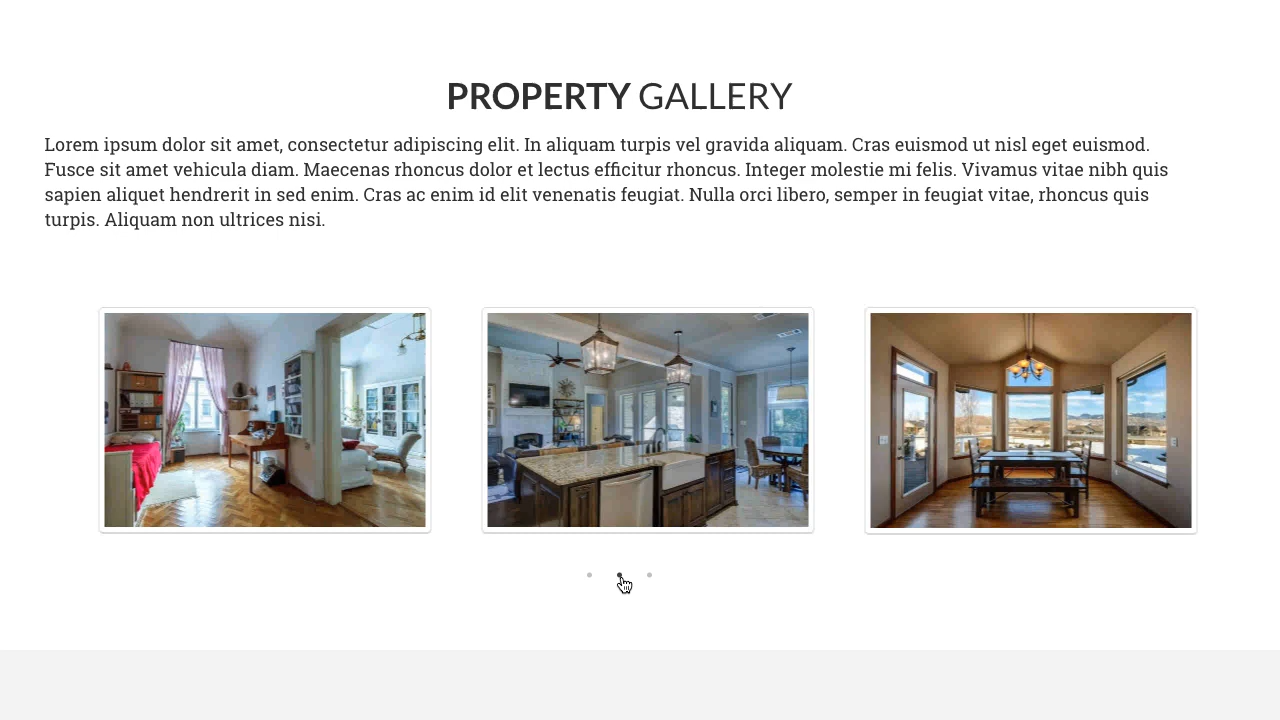 PROPERTY GALLERY
Lorem ipsum dolor sit amet, consectetur adipiscing elit. In aliquam turpis vel gravida aliquam. Cras euismod ut nisl eget euismod.
Fusce sit amet vehicula diam. Maecenas rhoncus dolor et lectus efficitur rhoncus. Integer molestie mi felis. Vivamus vitae nibh quis
sapien aliquet hendrerit in sed enim. Cras ac enim id elit venenatis feugiat. Nulla orci libero, semper in feugiat vitae, rhoncus quis
turpis. Aliquam non ultrices nisi.